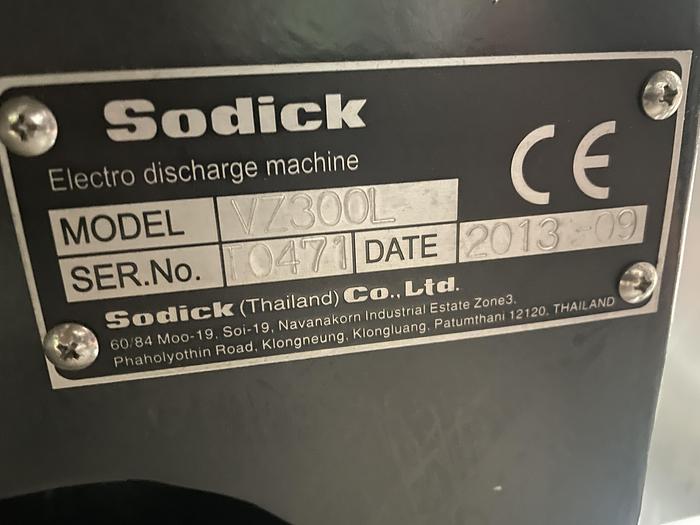 Sodick
CE
Electro discharge machine
MODEL VZ300L
SER.No. T0471 DATE 2013-09
Sodick (Thailand) Co., Ltd.
60/84 Moo-19, Soi-19, Navanakorn Industrial Estate Zone3,
Phaholyothin Road, Klongneung, Klongluang, Patumthani 12120, THAILAND